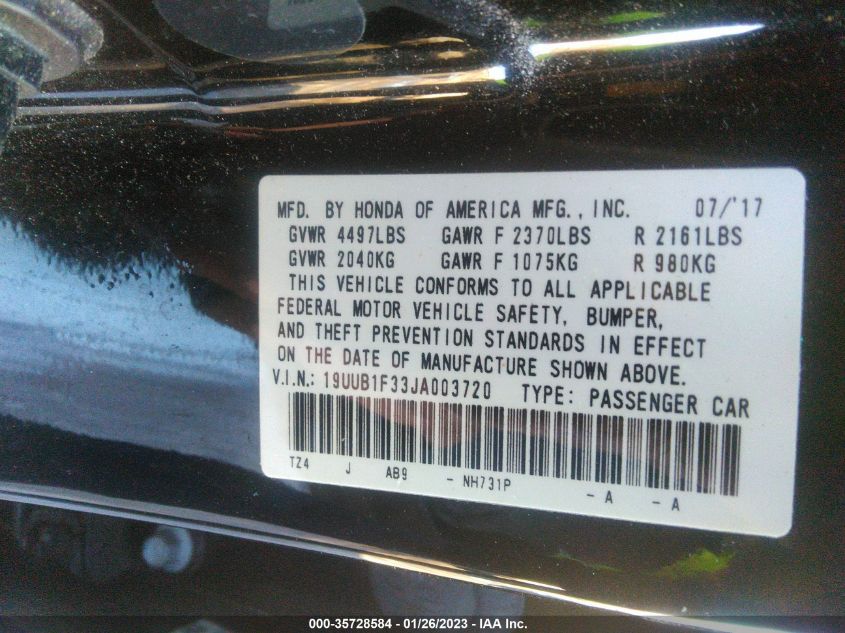 MFD. BY HONDA OF AMERICA MFG., INC. 07/'17
GVWR 4497LBS GAWR F 2370LBS R 2161LBS
GVWR 2040KG GAWR F 1075KG R 980KG
THIS VEHICLE CONFORMS TO ALL APPLICABLE
FEDERAL MOTOR VEHICLE SAFETY, BUMPER,
AND THEFT PREVENTION STANDARDS IN EFFECT
ON THE DATE OF MANUFACTURE SHOWN ABOVE.
V.I.N.: 19UUB1F33JA003720 TYPE: PASSENGER CAR
TZ4 J AB9 - NH731P - A - A
000-35728584 — 01/26/2023 - IAA Inc.